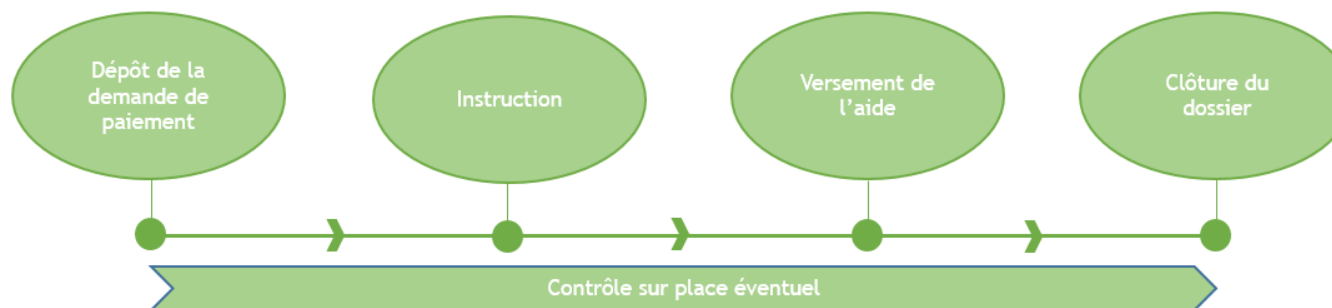 Dépôt de la
demande de
paiement
Instruction
Versement de
l'aide
Clôture du
dossier
Contrôle sur place éventuel